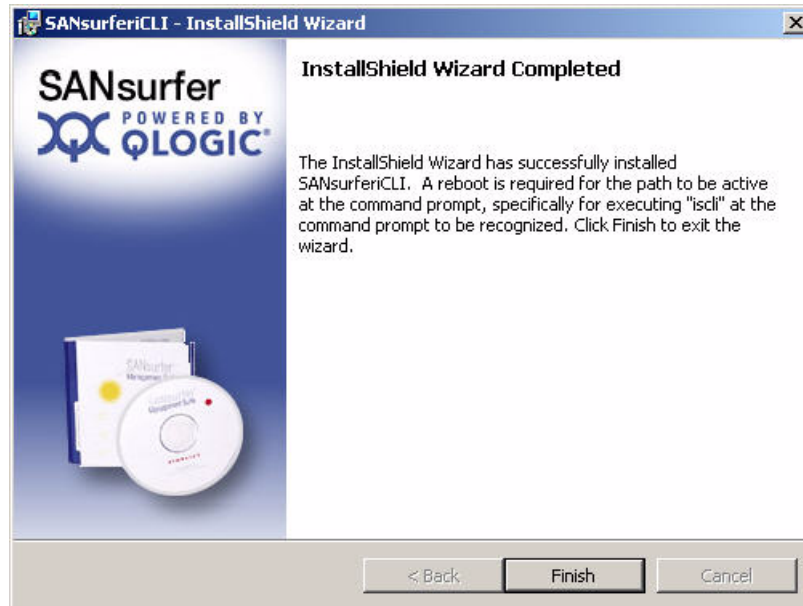 SANsurferiCLI - InstallShield Wizard
SANsurfer
POWERED BY
QLOGIC®
InstallShield Wizard Completed
The InstallShield Wizard has successfully installed
SANsurferiCLI. A reboot is required for the path to be active
at the command prompt, specifically for executing "iscli" at the
command prompt to be recognized. Click Finish to exit the
wizard.
SANsurfer
< Back
Finish
Cancel